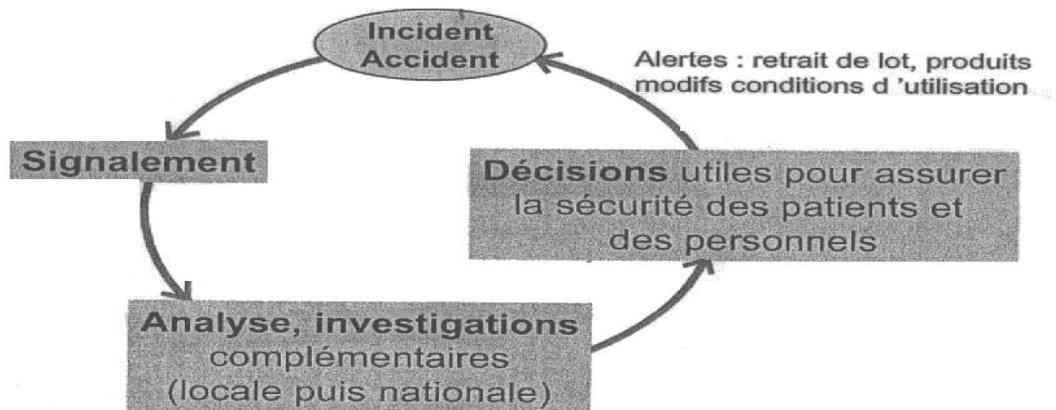 Incident
Accident
Alertes : retrait de lot, produits
modifs conditions d 'utilisation
Signalement
Décisions utiles pour assurer
la sécurité des patients et
des personnels
Analyse, investigations
complémentaires
(locale puis nationale)